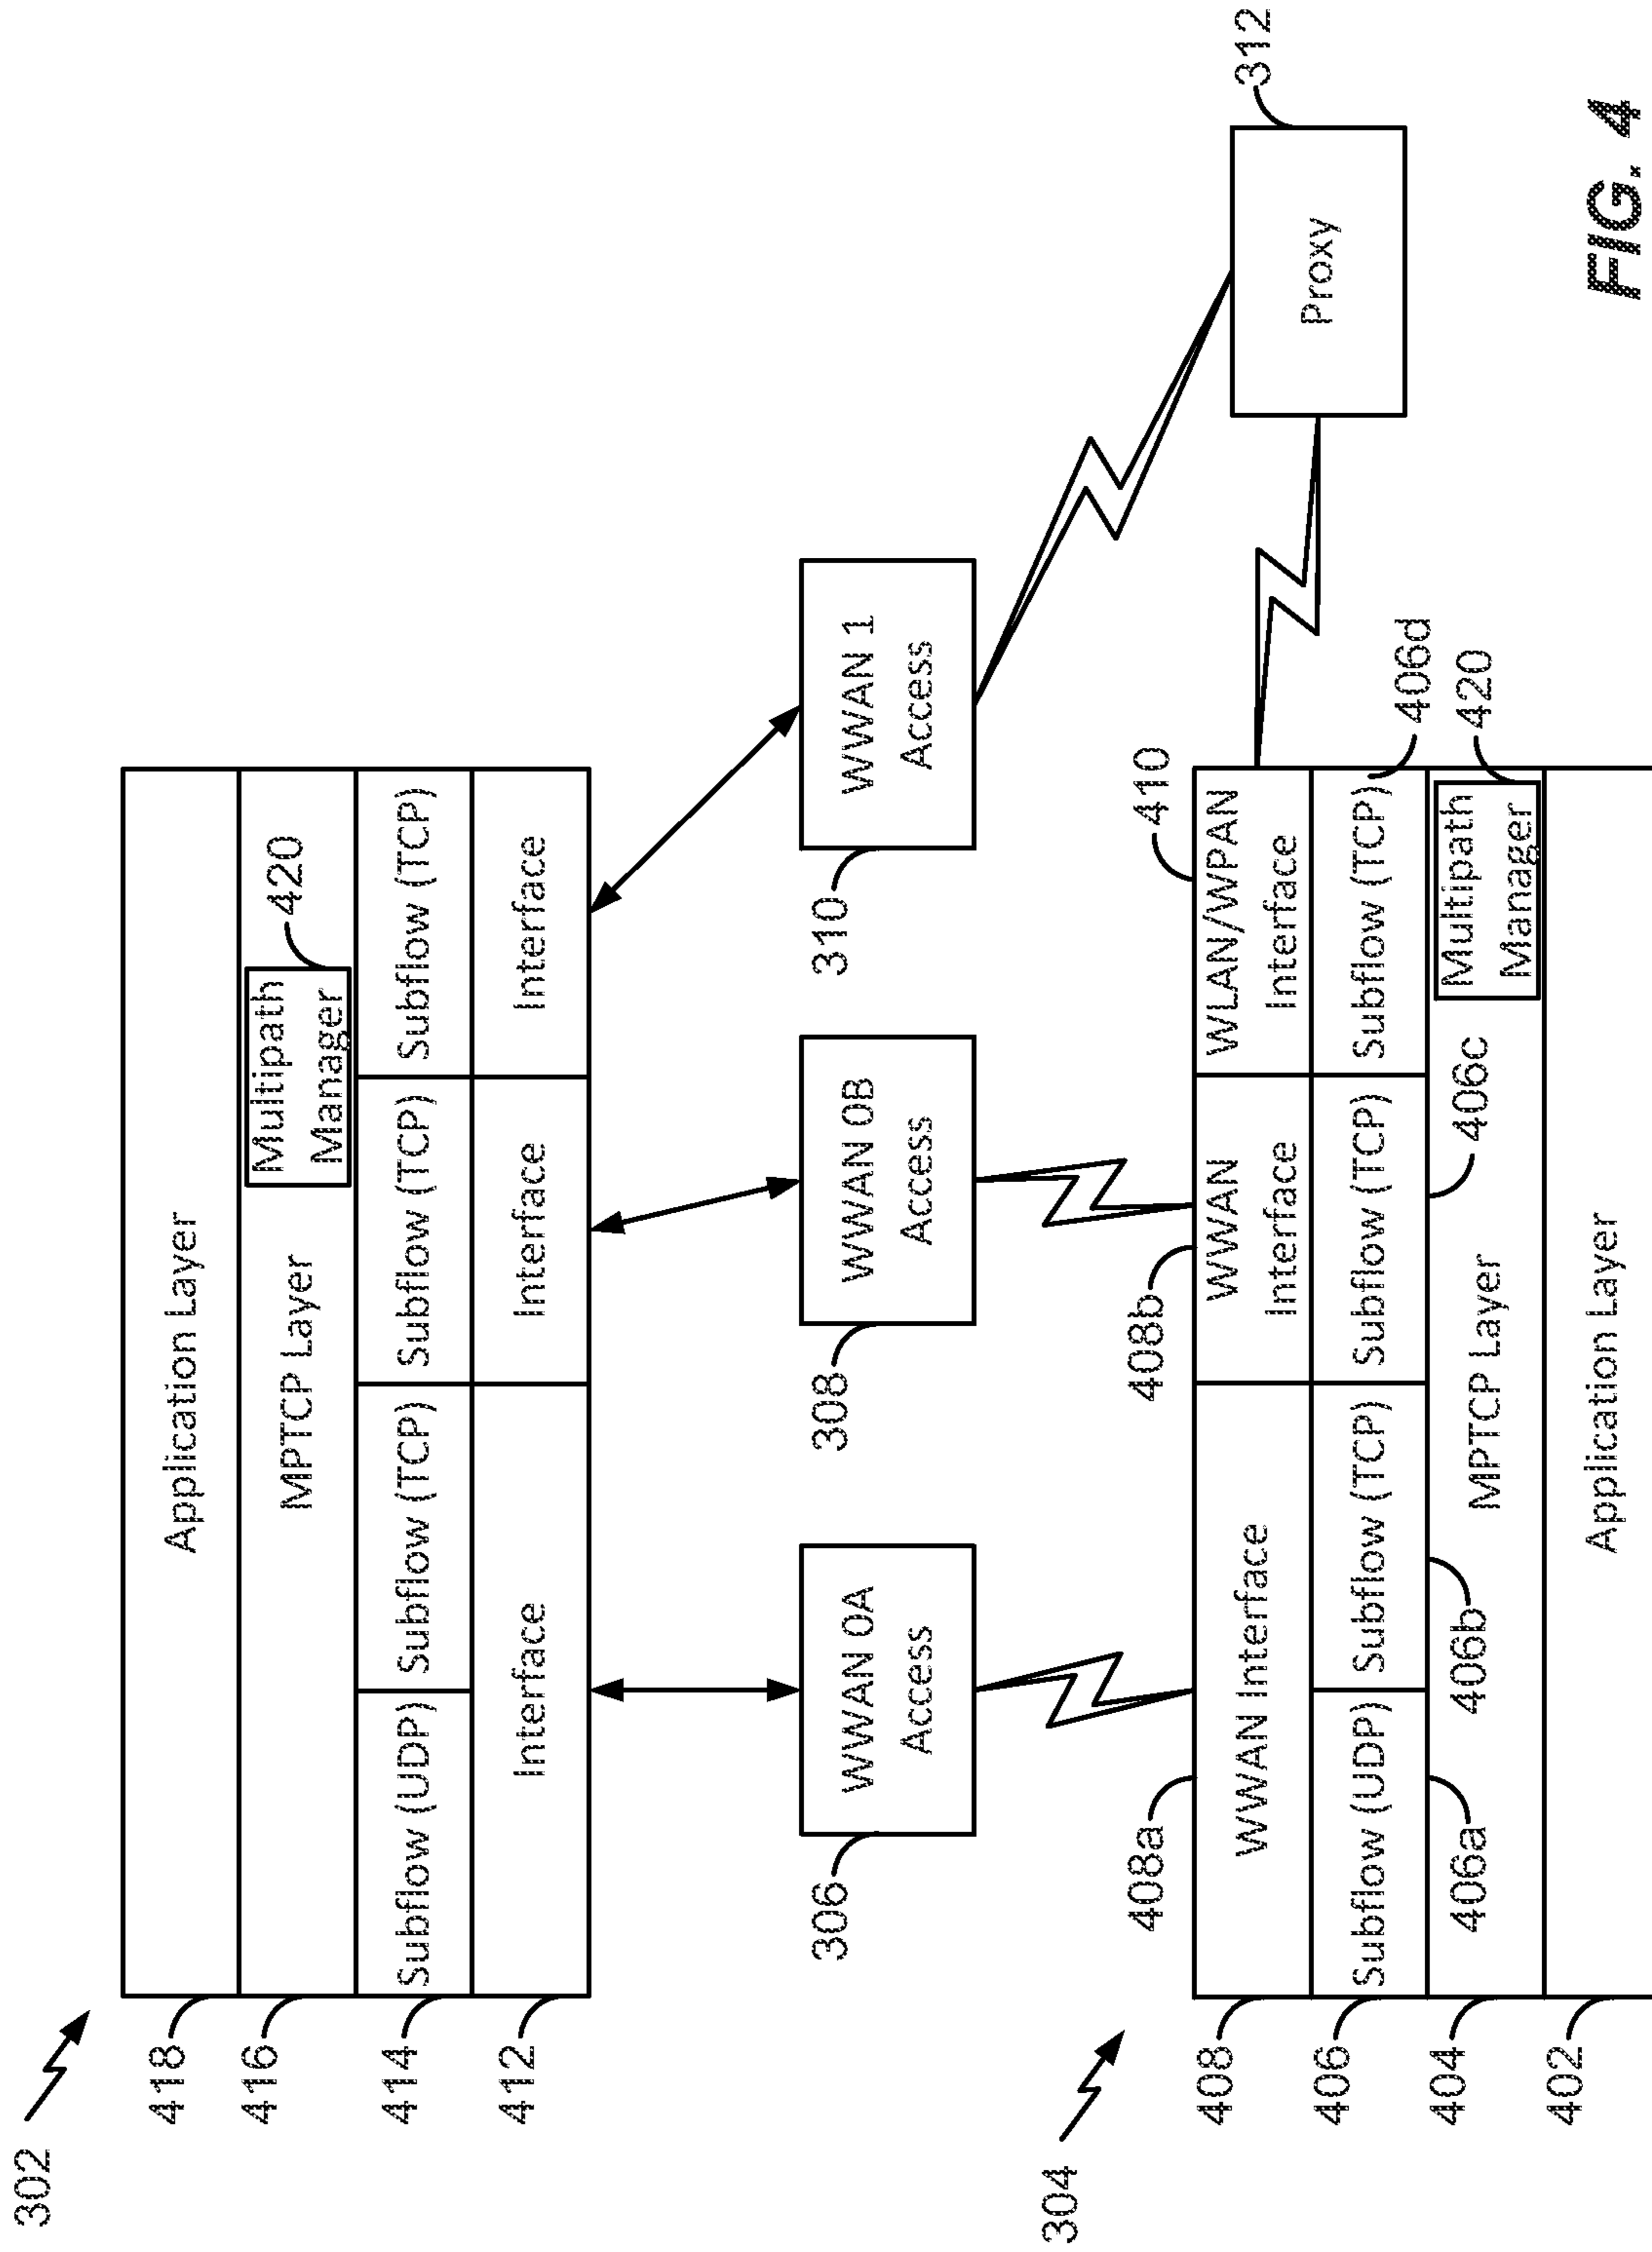 302
418
Application Layer
416
MPTCP Layer
Multipath
Manager
420
414
Subflow (UDP)
Subflow (TCP)
Subflow (TCP)
Subflow (TCP)
412
Interface
Interface
Interface
306
WWAN 0A
Access
308
WWAN 0B
Access
310
WWAN 1
Access
304
408a
408b
410
408
WWAN Interface
WWAN
Interface
WLAN/WPAN
Interface
406
Subflow (UDP)
Subflow (TCP)
Subflow (TCP)
Subflow (TCP)
406d
404
406a
406b
MPTCP Layer
406c
Multipath
Manager
420
402
Application Layer
Proxy
312
FIG. 4